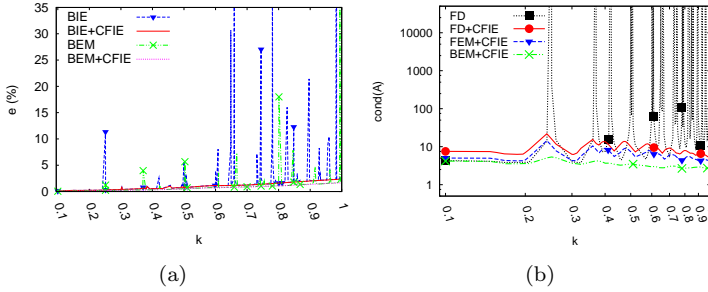 BIE
BIE+CFIE
BEM
BEM+CFIE
e (%)
35
30
25
20
15
10
5
0
0.1
0.2
0.3
0.4
0.5
0.6
0.7
0.8
0.9
1
k
(a)
FD
FD+CFIE
FEM+CFIE
BEM+CFIE
cond(A)
10000
1000
100
10
1
0.1
0.2
0.3
0.4
0.5
0.6
0.7
0.8
0.9
k
(b)